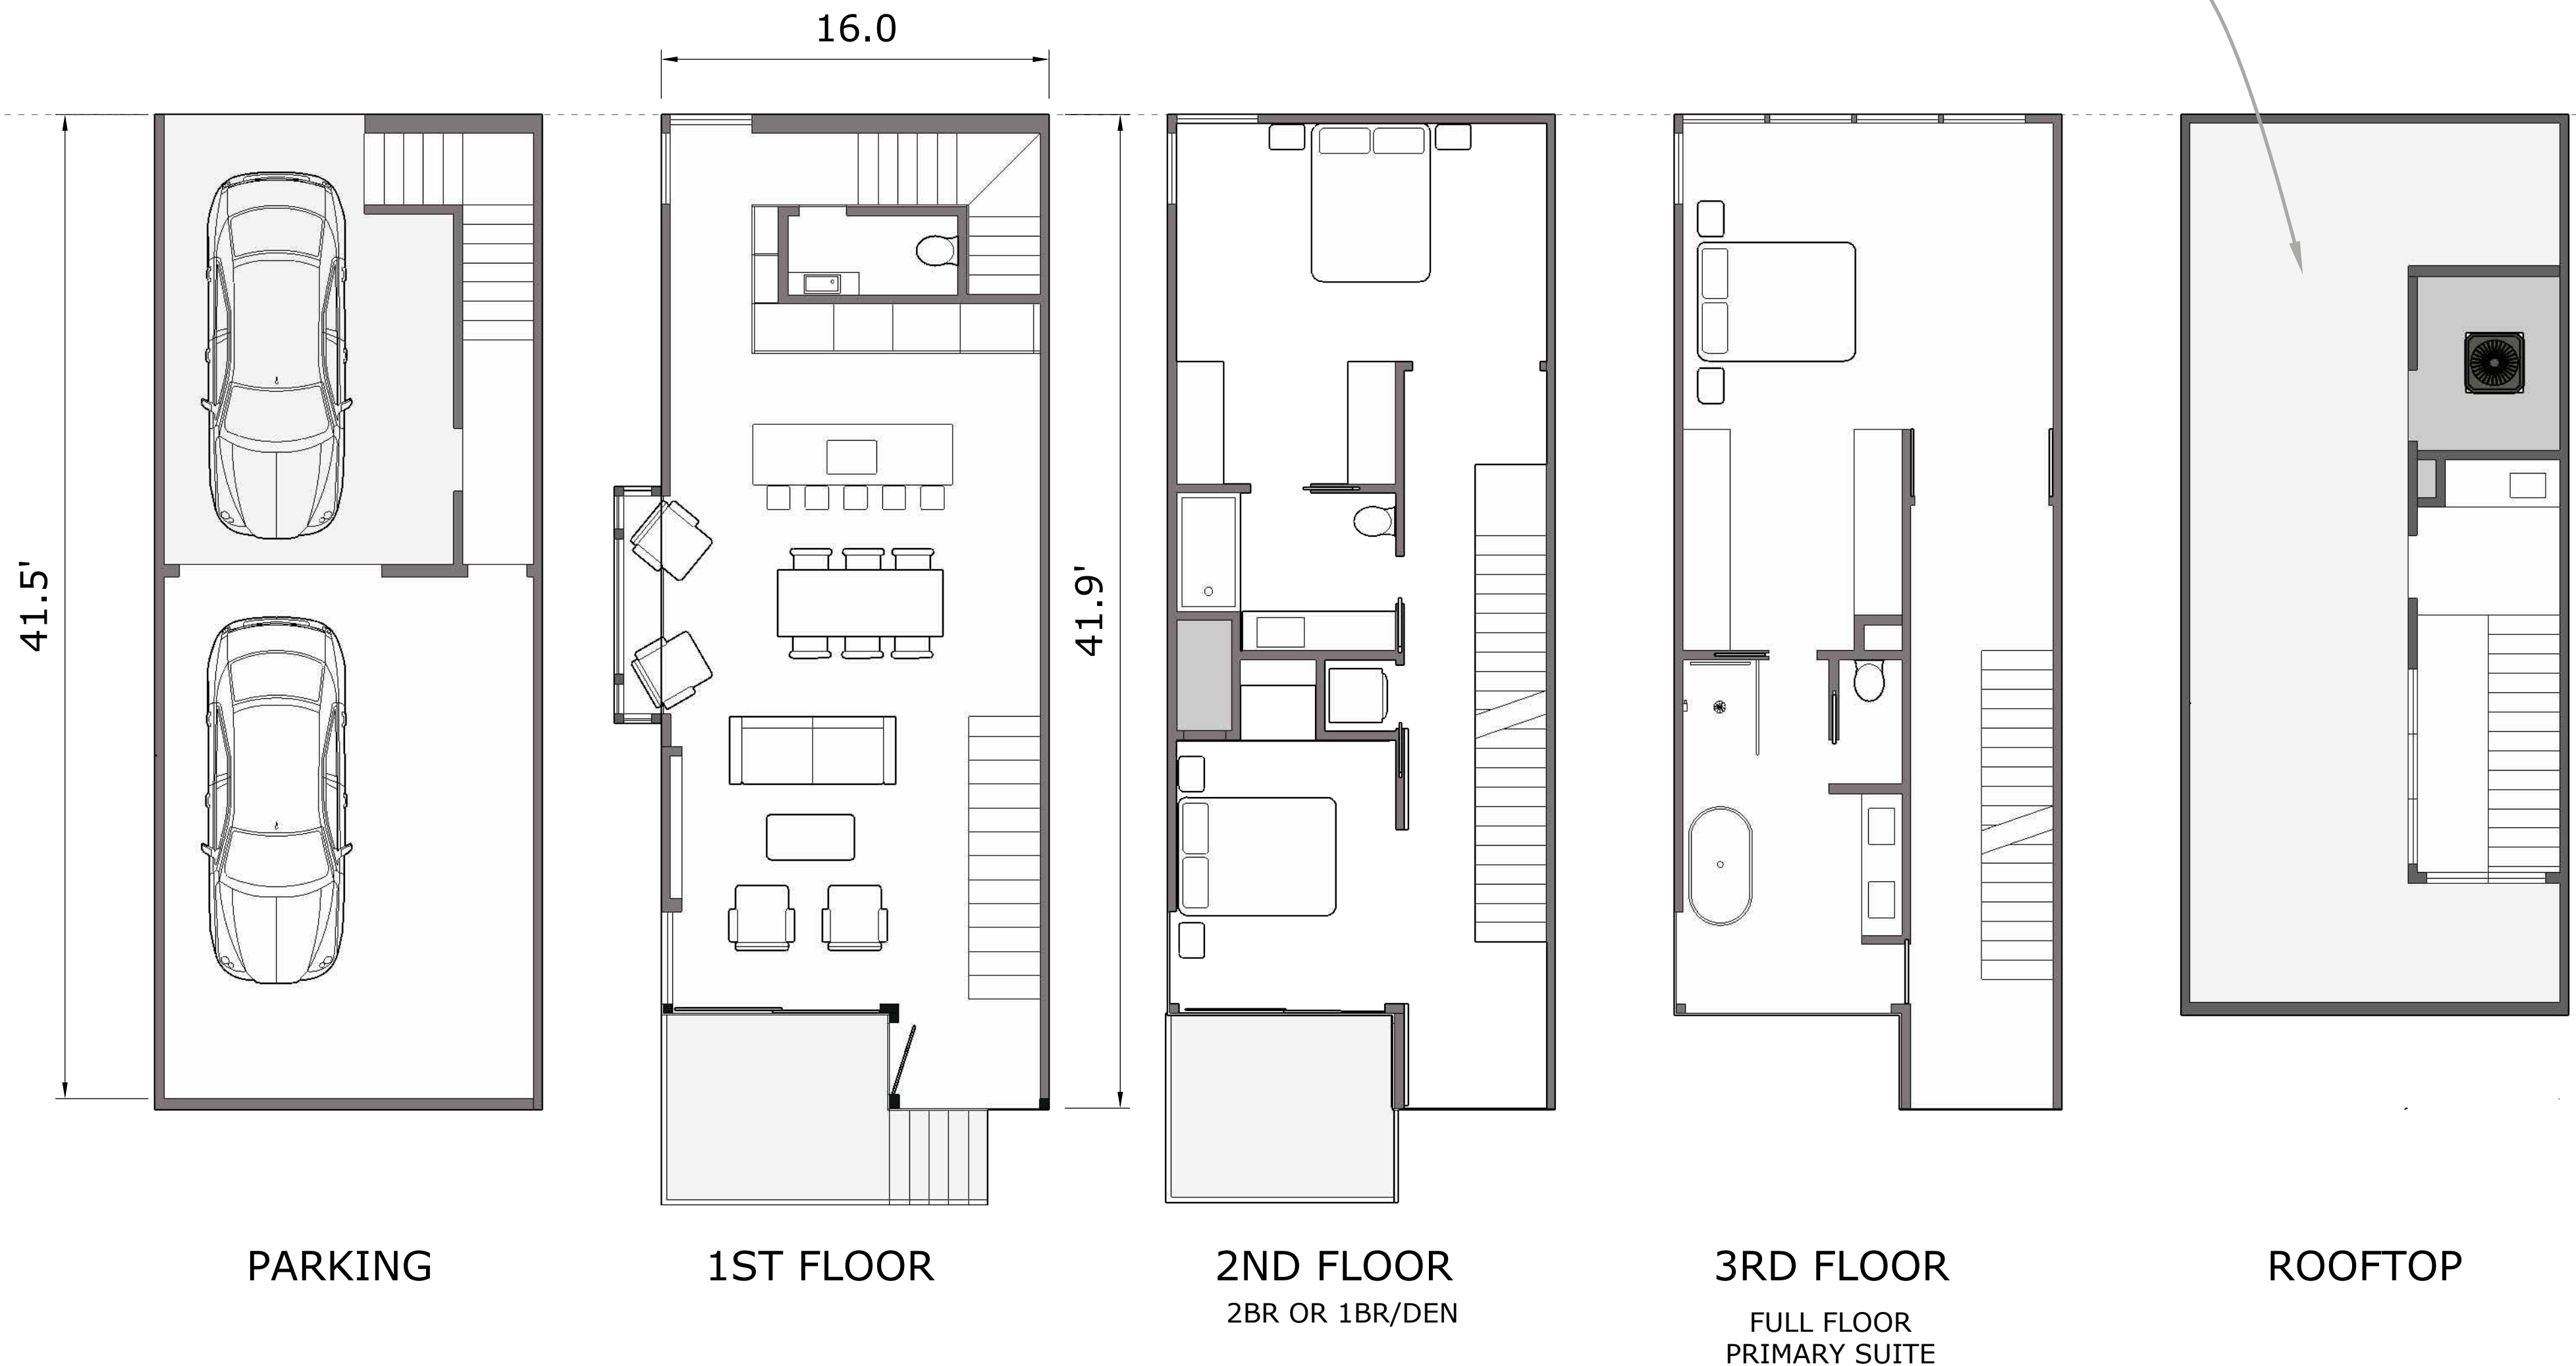 16.0
41.5'
41.9'
PARKING
1ST FLOOR
2ND FLOOR
2BR OR 1BR/DEN
3RD FLOOR
FULL FLOOR
PRIMARY SUITE
ROOFTOP